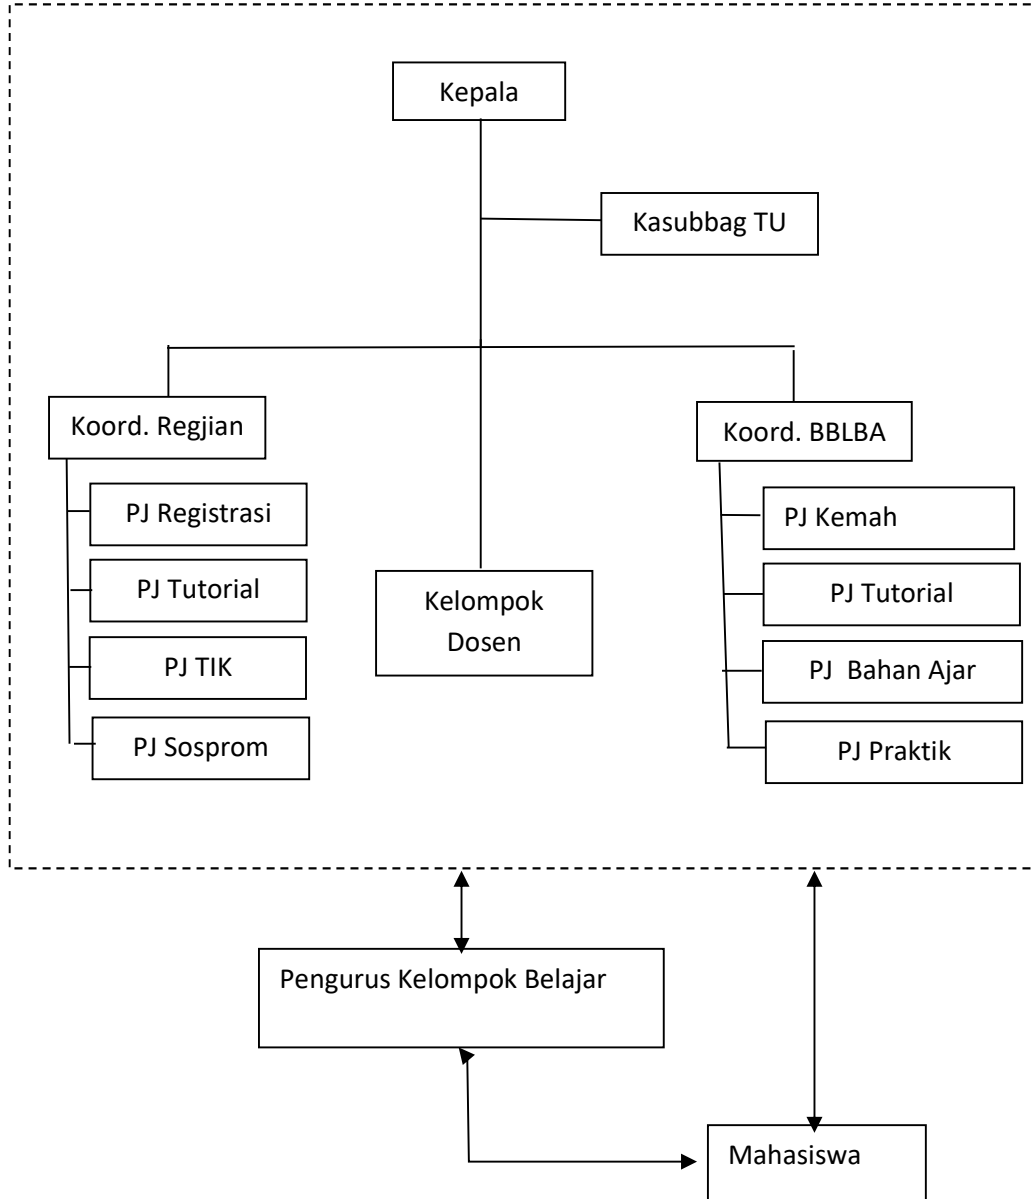 Kepala
Kasubbag TU
Koord. Regjian
Koord. BBLBA
PJ Registrasi
PJ Tutorial
PJ TIK
PJ Sosprom
Kelompok
Dosen
PJ Kemah
PJ Tutorial
PJ Bahan Ajar
PJ Praktik
Pengurus Kelompok Belajar
Mahasiswa